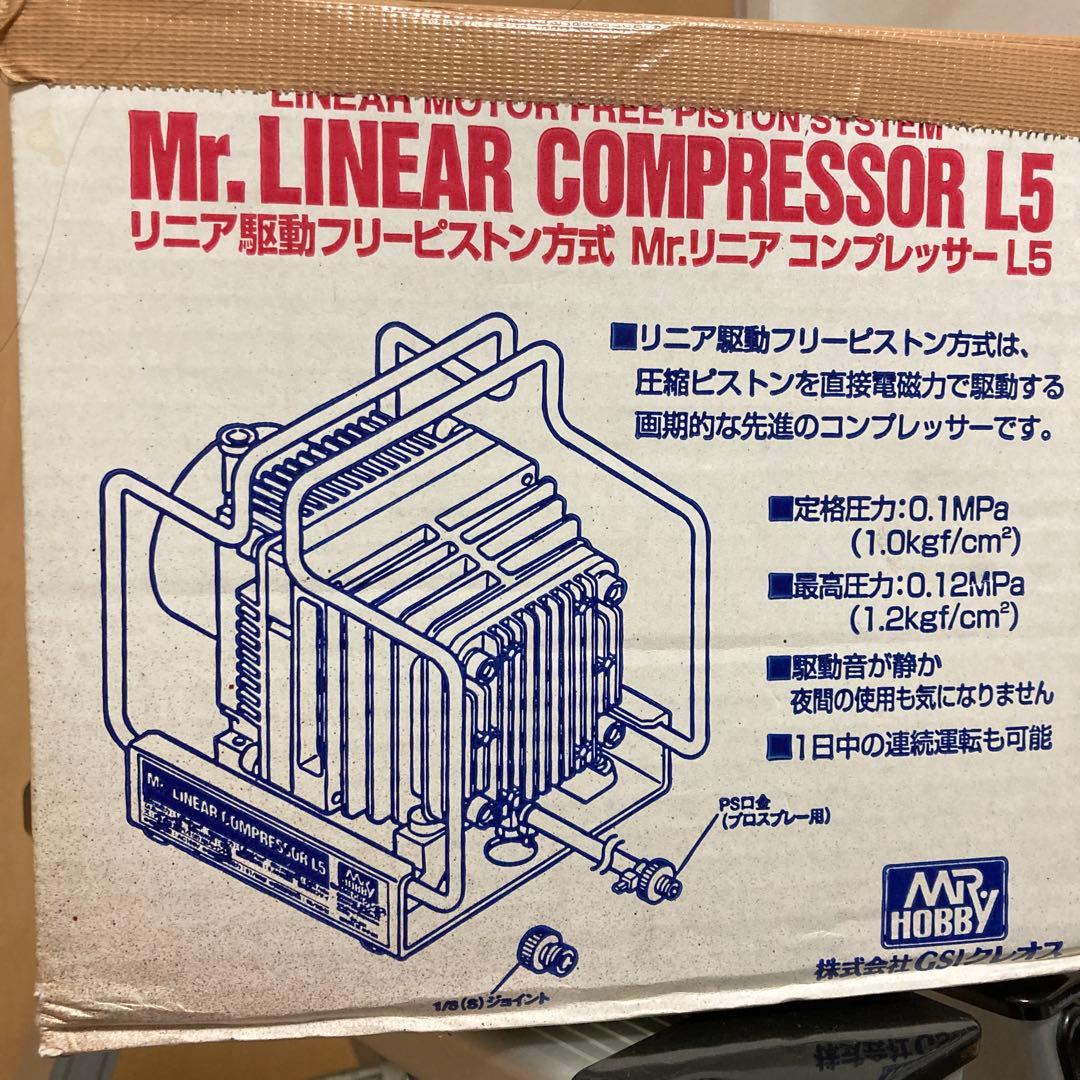 LINEAR MOTOR FREE PISTON SYSTEM
Mr. LINEAR COMPRESSOR L5
リニア駆動フリーピストン方式 Mr.リニア コンプレッサーL5
■リニア駆動フリーピストン方式は、
圧縮ピストンを直接電磁力で駆動する
画期的な先進のコンプレッサーです。
■定格圧力:0.1MPa
(1.0kgf/cm²)
■最高圧力:0.12MPa
(1.2kgf/cm²)
■駆動音が静か
夜間の使用も気になりません
■1日中の連続運転も可能
PS口金
(プロスプレー用)
Mr. LINEAR COMPRESSOR L5
MR. HOBBY
1/8(S)ジョイント
MR. HOBBY
株式会社GSIクレオス